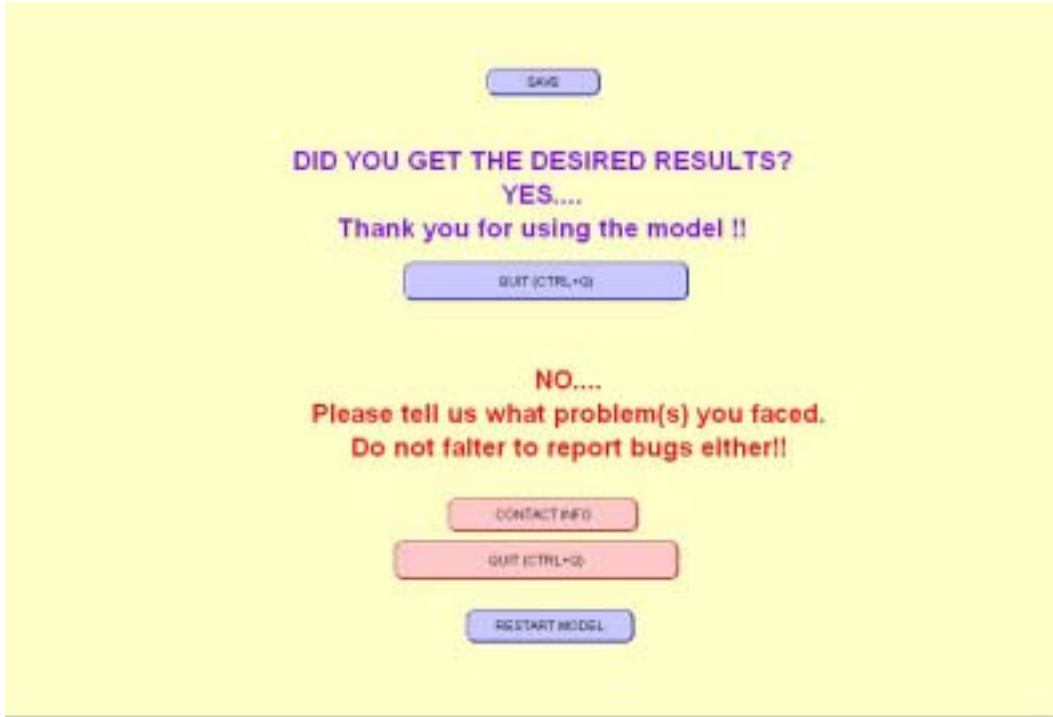 SAVE
DID YOU GET THE DESIRED RESULTS?
YES....
Thank you for using the model !!
QUIT (CTRL+Q)
NO....
Please tell us what problem(s) you faced.
Do not falter to report bugs either!!
CONTACT INFO
QUIT (CTRL+Q)
RESTART MODEL